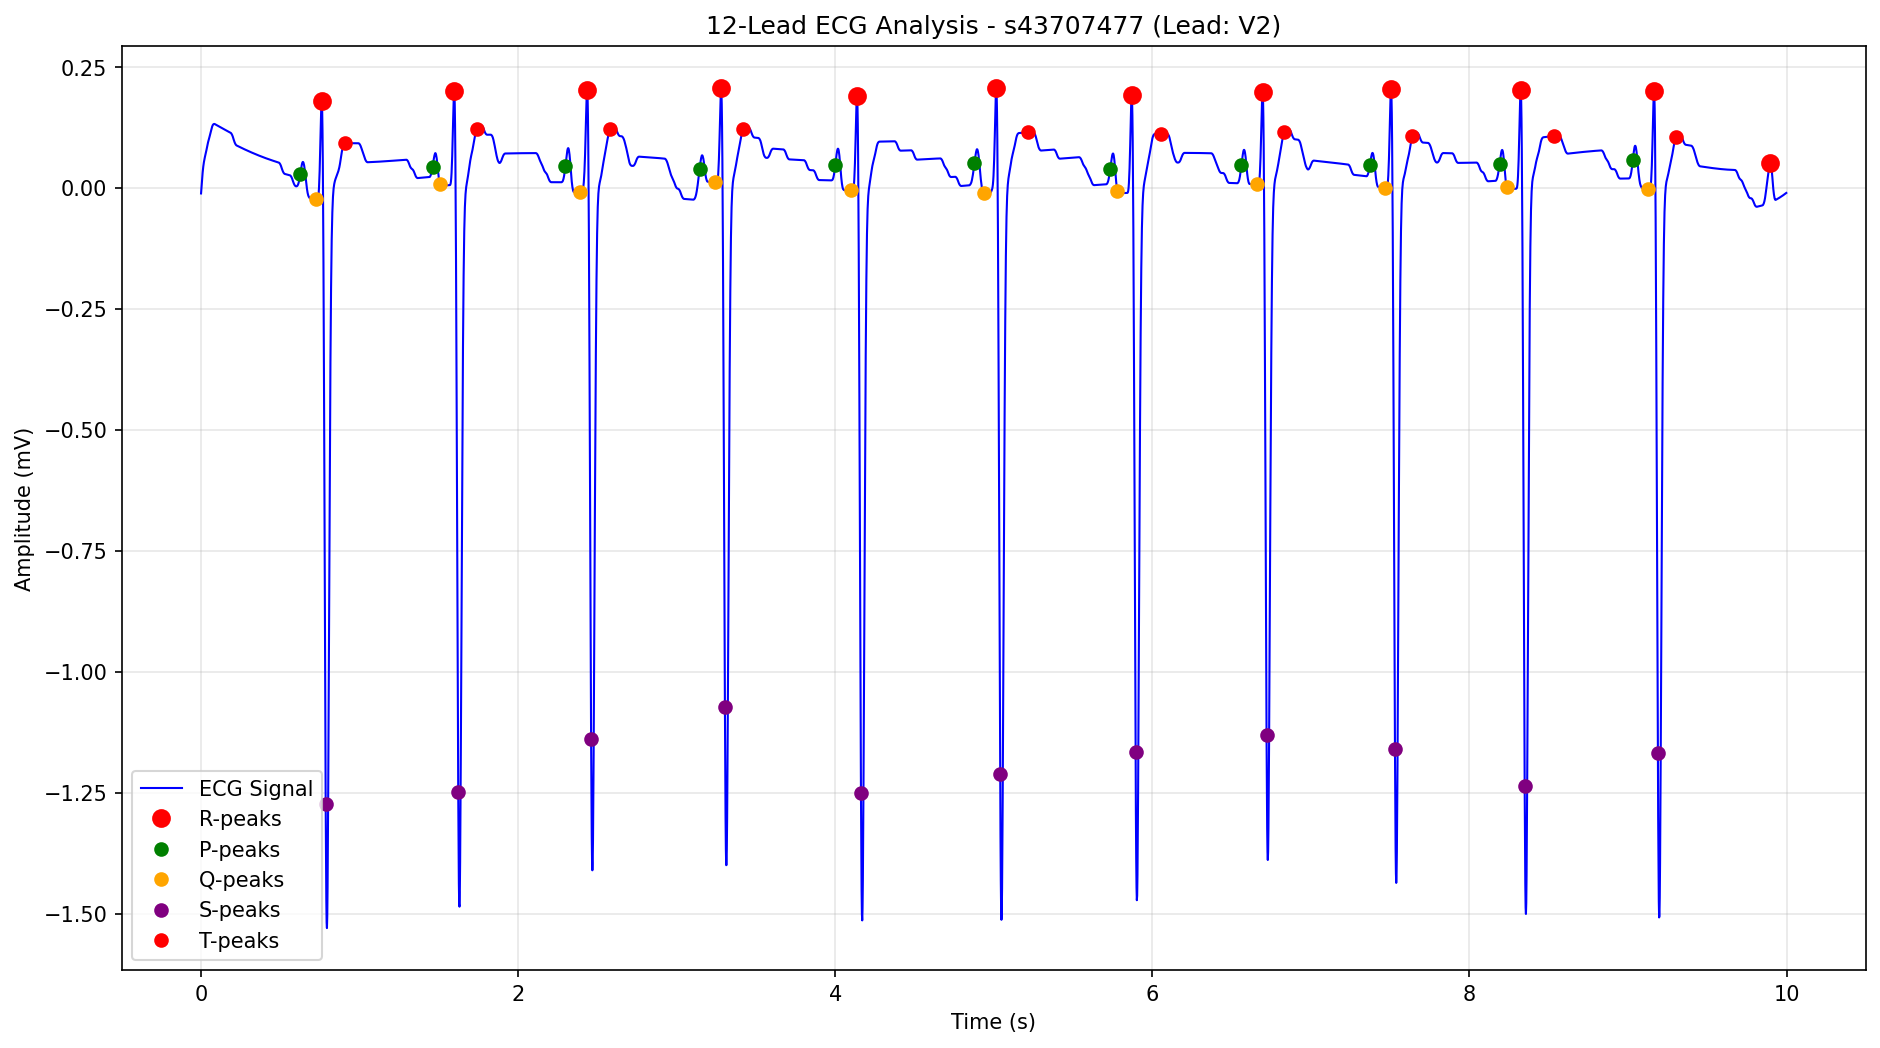 12-Lead ECG Analysis - s43707477 (Lead: V2)
0.25
0.00
−0.25
−0.50
−0.75
−1.00
−1.25
−1.50
Amplitude (mV)
ECG Signal
R-peaks
P-peaks
Q-peaks
S-peaks
T-peaks
0 2 4 6 8 10
Time (s)